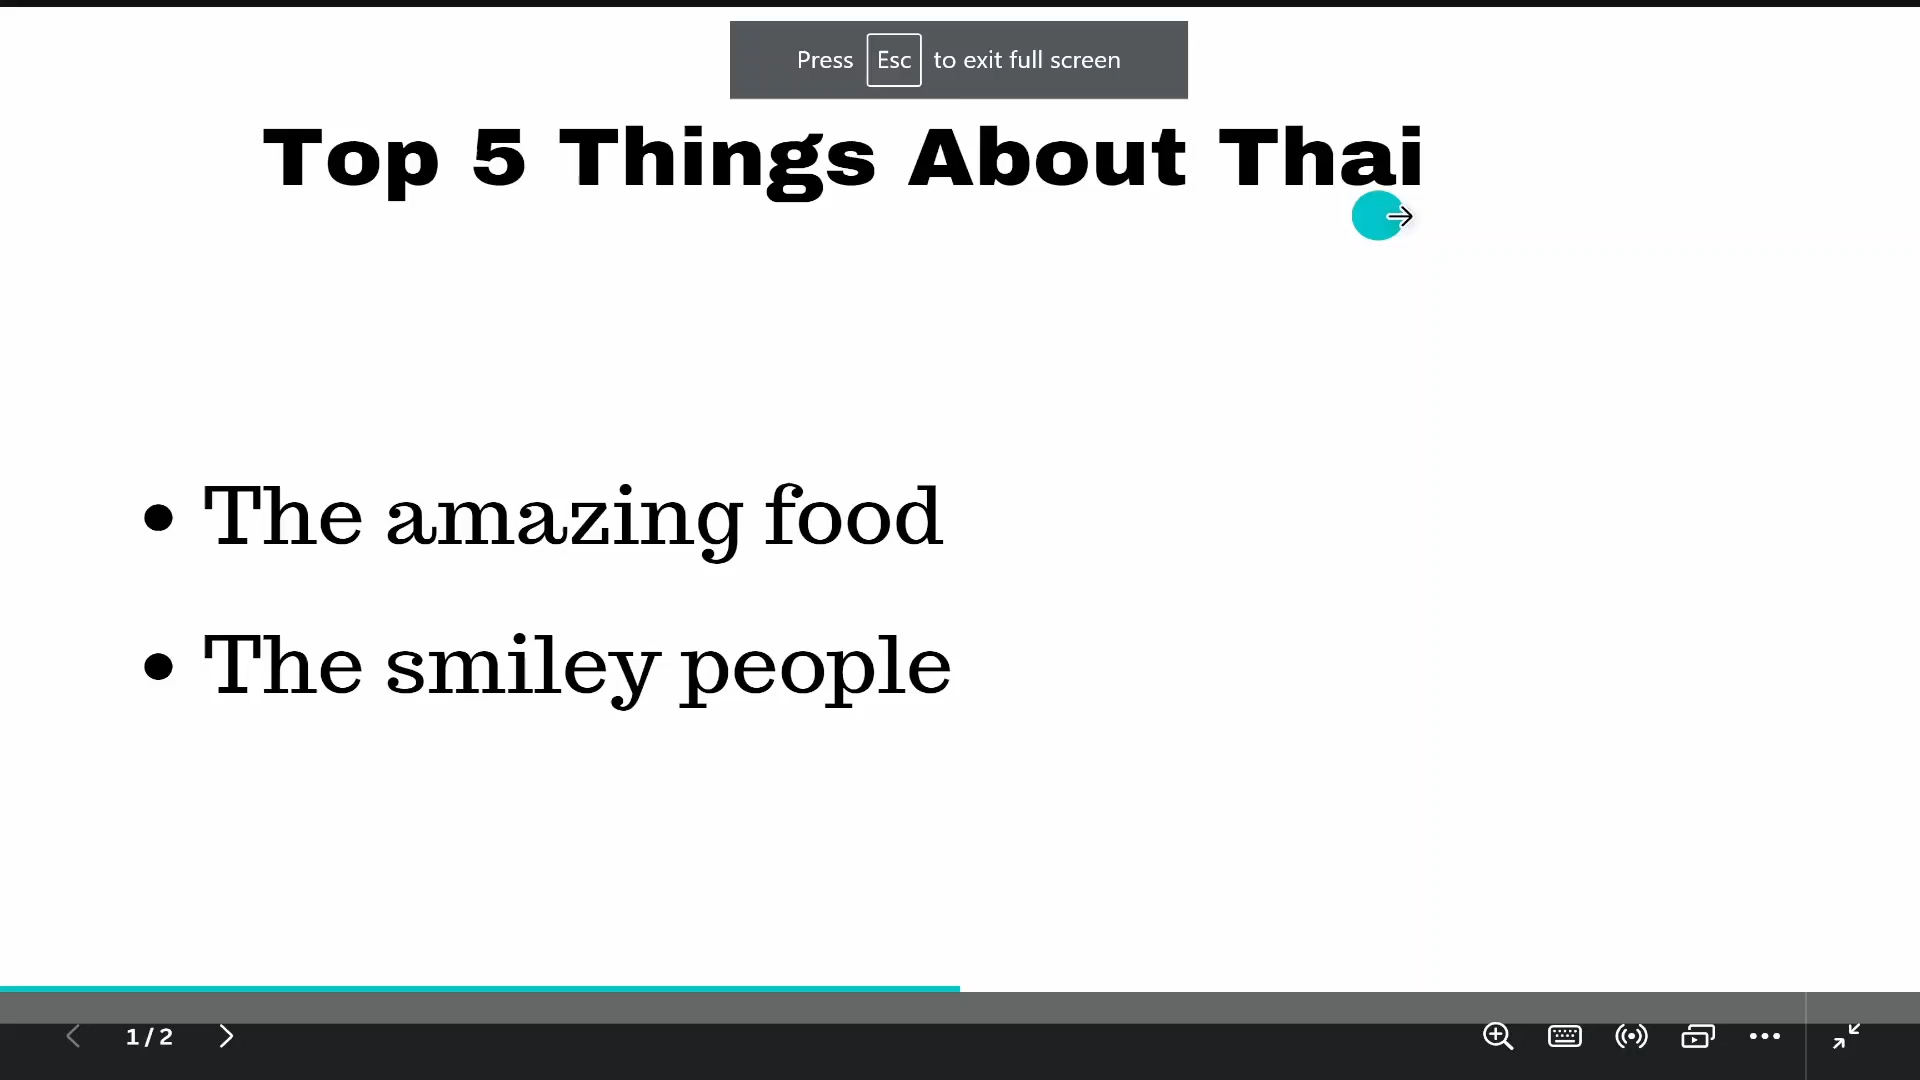 Press Esc to exit full screen
Top 5 Things About Thai
• The amazing food
• The smiley people
1 / 2